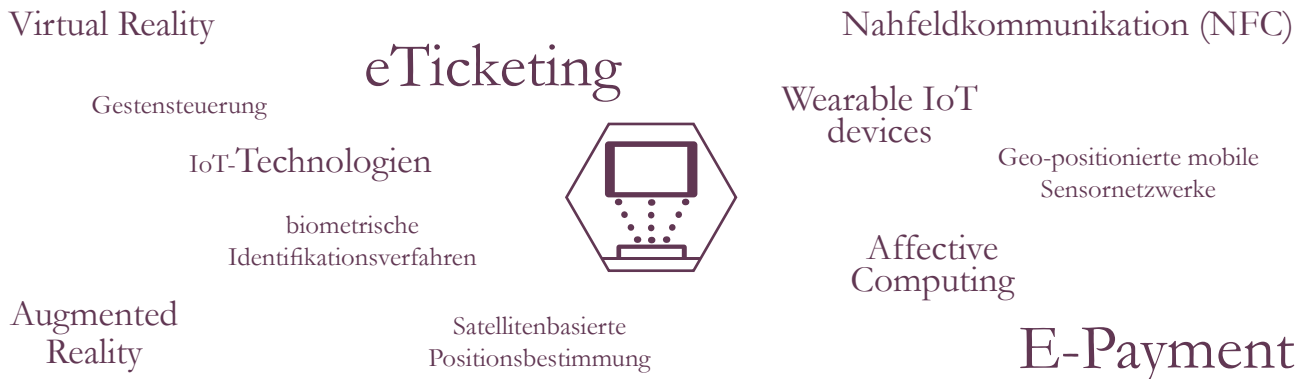 Virtual Reality
Nahfeldkommunikation (NFC)
eTicketing
Gestensteuerung
Wearable IoT
devices
IoT-Technologien
Geo-positionierte mobile
Sensornetzwerke
biometrische
Identifikationsverfahren
Affective
Computing
Augmented
Reality
Satellitenbasierte
Positionsbestimmung
E-Payment